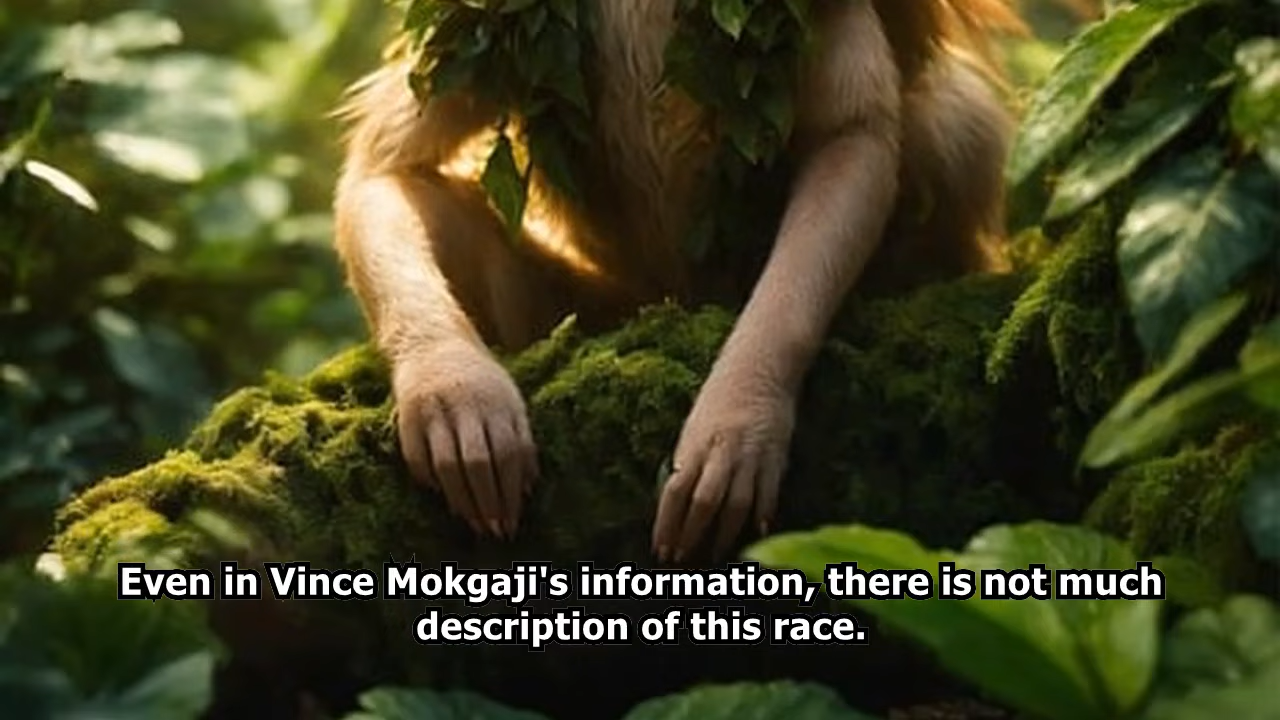 Even in Vince Mokgaji's information, there is not much
description of this race.